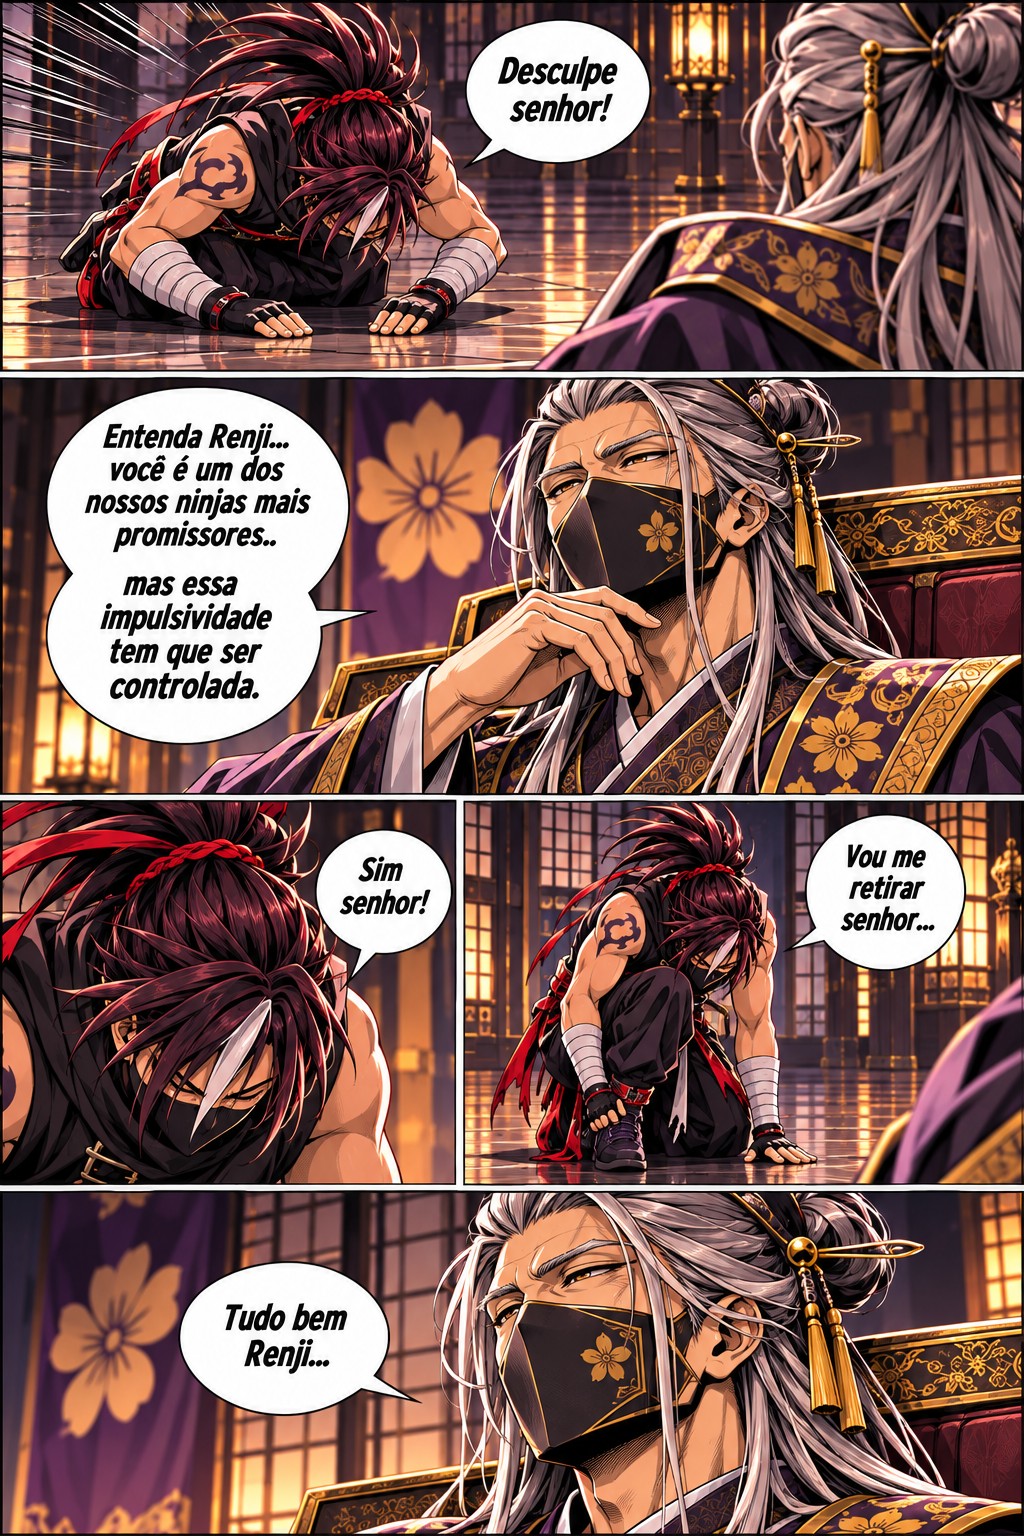 Desculpe
senhor!
Entenda Renji...
você é um dos
nossos ninjas mais
promissores..
mas essa
impulsividade
tem que ser
controlada.
Sim
senhor!
Vou me
retirar
senhor...
Tudo bem
Renji...